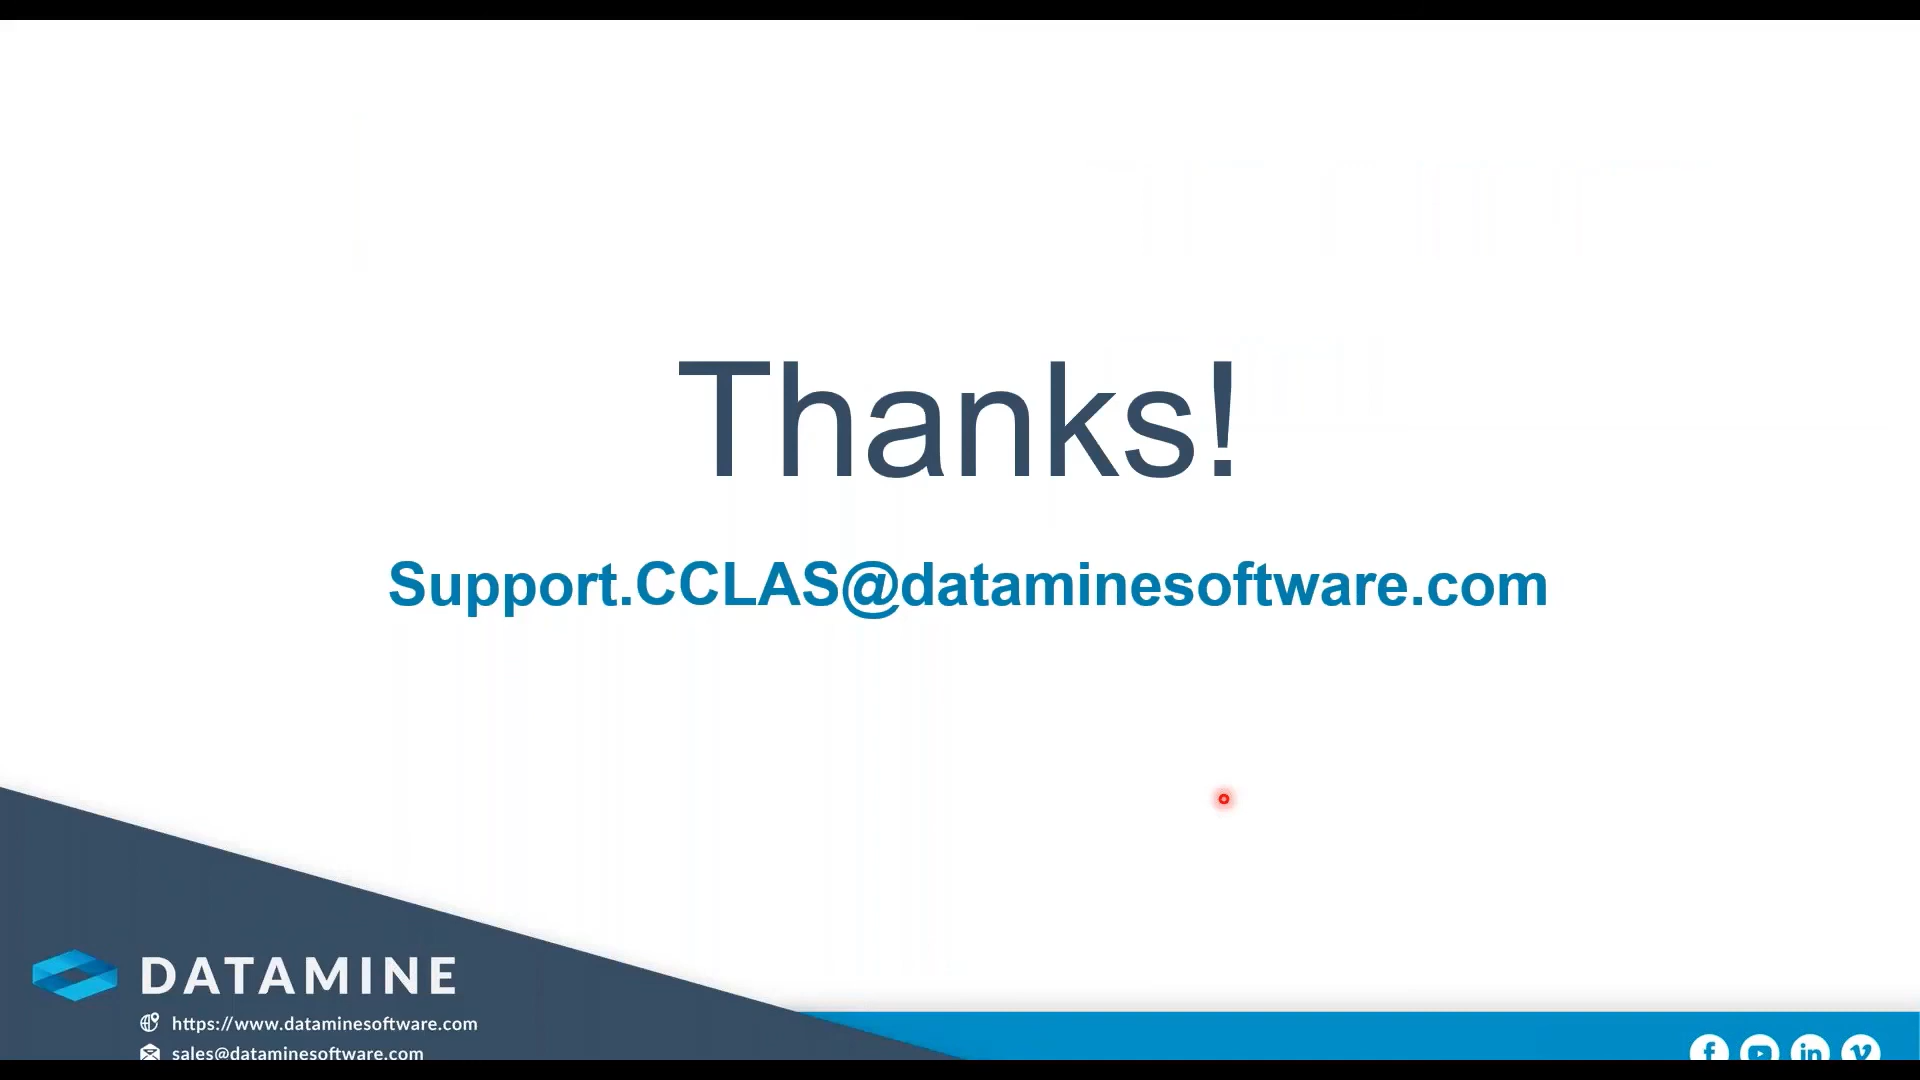 Thanks!
Support.CCLAS@dataminesoftware.com
DATAMINE
https://www.dataminesoftware.com
sales@dataminesoftware.com